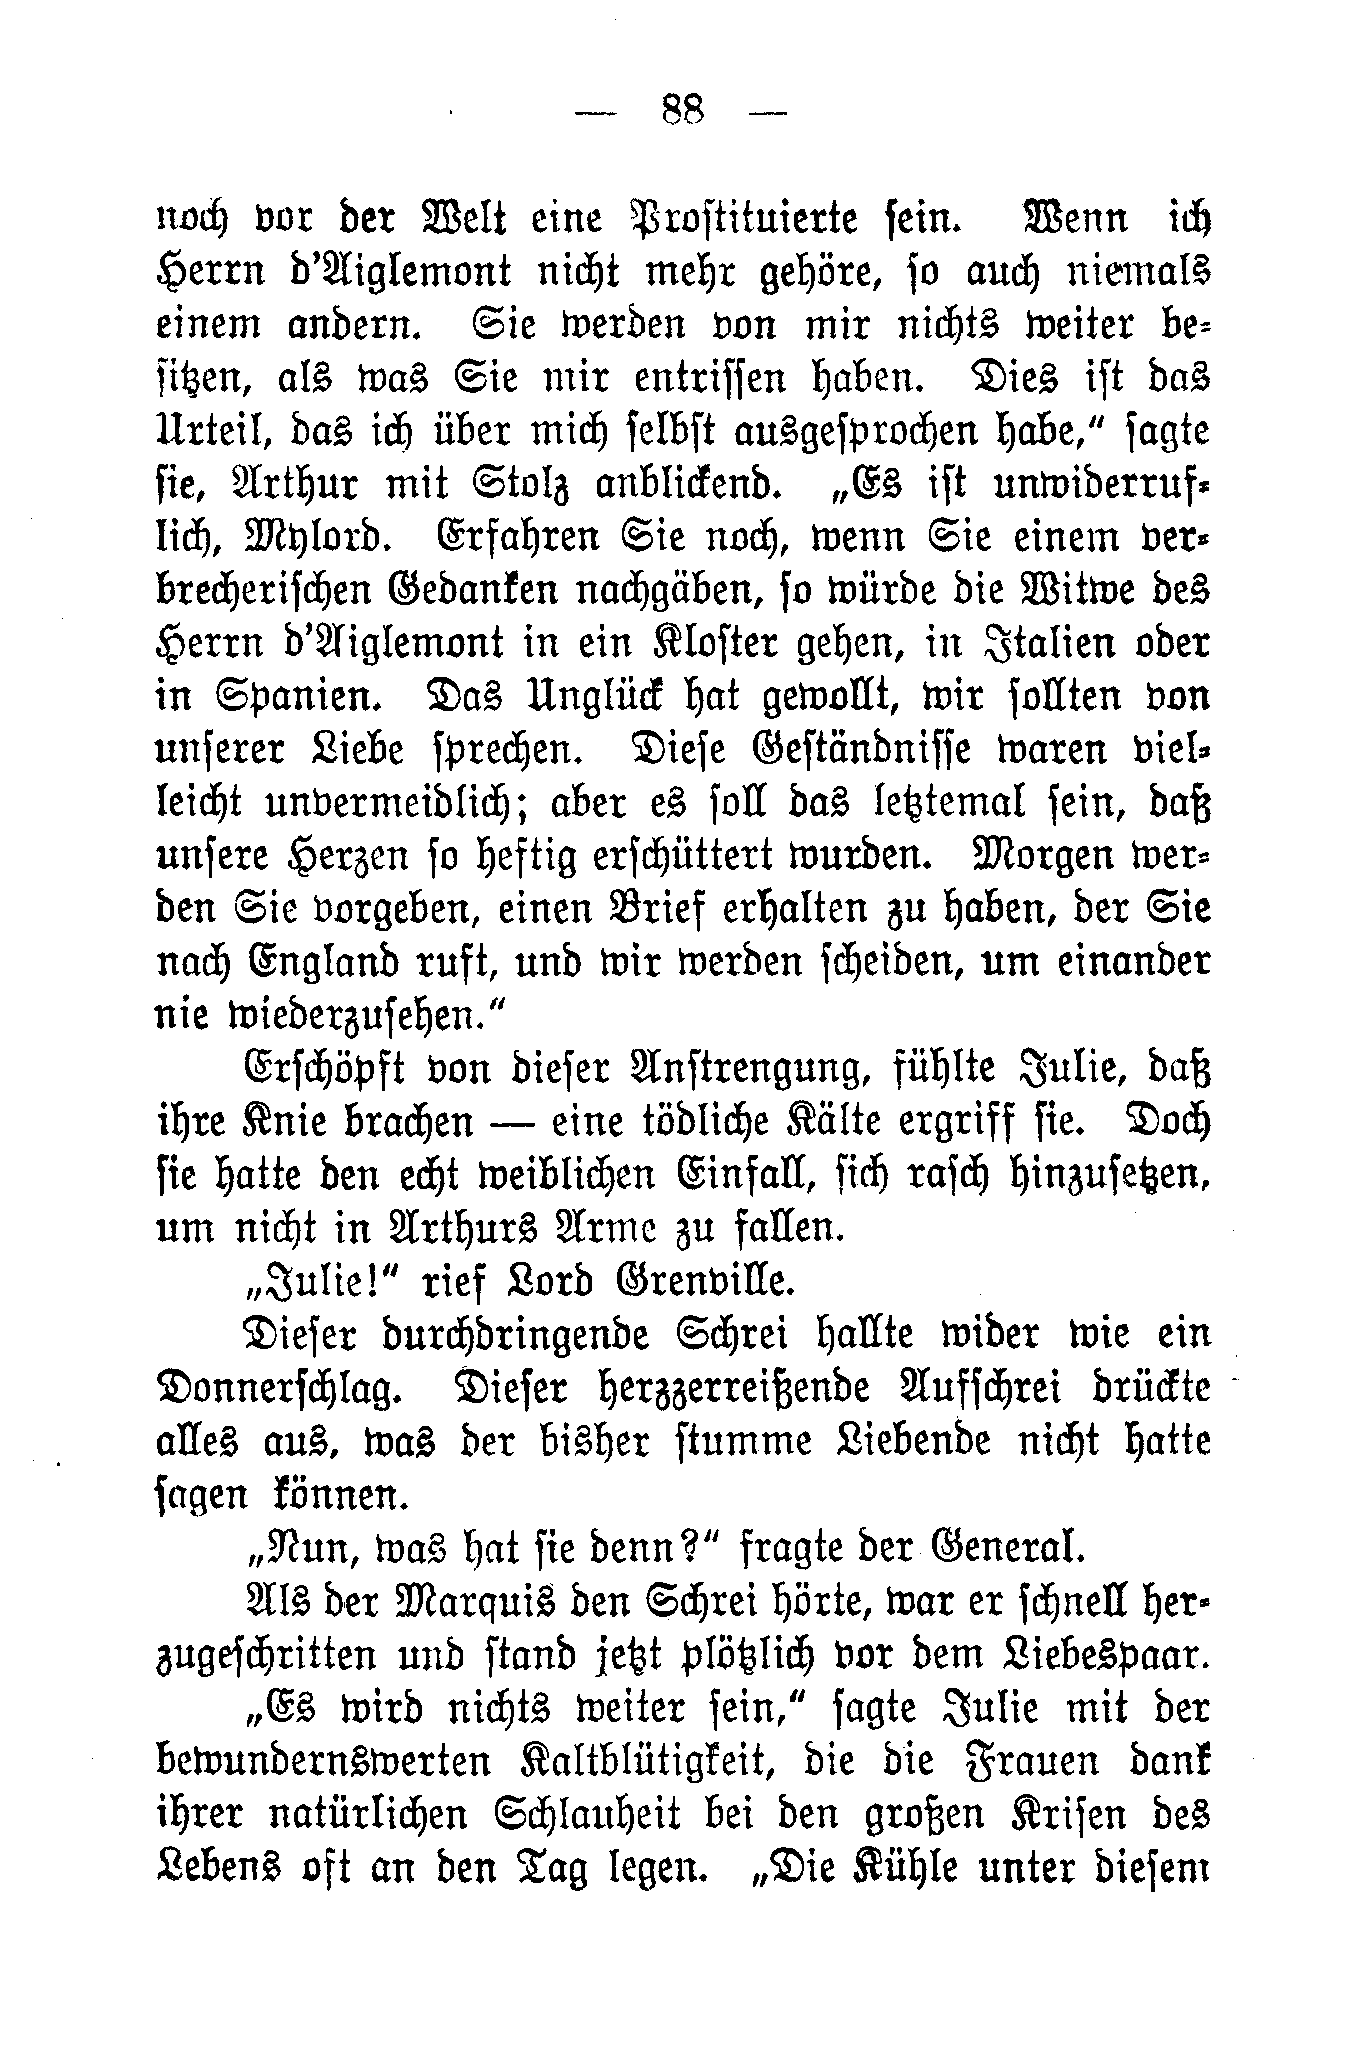 — 88 —
noch vor der Welt eine Prostituierte sein. Wenn ich
Herrn d'Aiglemont nicht mehr gehöre, so auch niemals
einem andern. Sie werden von mir nichts weiter be-
sitzen, als was Sie mir entrissen haben. Dies ist das
Urteil, das ich über mich selbst ausgesprochen habe,“ sagte
sie, Arthur mit Stolz anblickend. „Es ist unwiderruf-
lich, Mylord. Erfahren Sie noch, wenn Sie einem ver-
brecherischen Gedanken nachgäben, so würde die Witwe des
Herrn d'Aiglemont in ein Kloster gehen, in Italien oder
in Spanien. Das Unglück hat gewollt, wir sollten von
unserer Liebe sprechen. Diese Geständnisse waren viel-
leicht unvermeidlich; aber es soll das letztemal sein, daß
unsere Herzen so heftig erschüttert wurden. Morgen wer-
den Sie vorgeben, einen Brief erhalten zu haben, der Sie
nach England ruft, und wir werden scheiden, um einander
nie wiederzusehen.“
Erschöpft von dieser Anstrengung, fühlte Julie, daß
ihre Knie brachen — eine tödliche Kälte ergriff sie. Doch
sie hatte den echt weiblichen Einfall, sich rasch hinzusetzen,
um nicht in Arthurs Arme zu fallen.
„Julie!“ rief Lord Grenville.
Dieser durchdringende Schrei hallte wider wie ein
Donnerschlag. Dieser herzzerreißende Aufschrei drückte
alles aus, was der bisher stumme Liebende nicht hatte
sagen können.
„Nun, was hat sie denn?“ fragte der General.
Als der Marquis den Schrei hörte, war er schnell her-
zugeschritten und stand jetzt plötzlich vor dem Liebespaar.
„Es wird nichts weiter sein,“ sagte Julie mit der
bewundernswerten Kaltblütigkeit, die die Frauen dank
ihrer natürlichen Schlauheit bei den großen Krisen des
Lebens oft an den Tag legen. „Die Kühle unter diesem